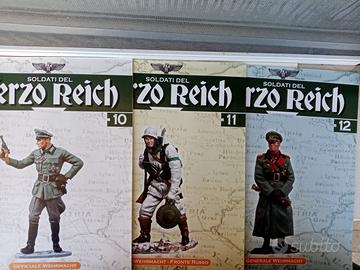 SOLDATI DEL
erzo Reich
10
UFFICIALE WEHRMACHT
SOLDATI DEL
rzo Reich
11
WEHRMACHT - FRONTE RUSSO
SOLDATI DEL
rzo Reich
12
GENERALE WEHRMACHT
subito